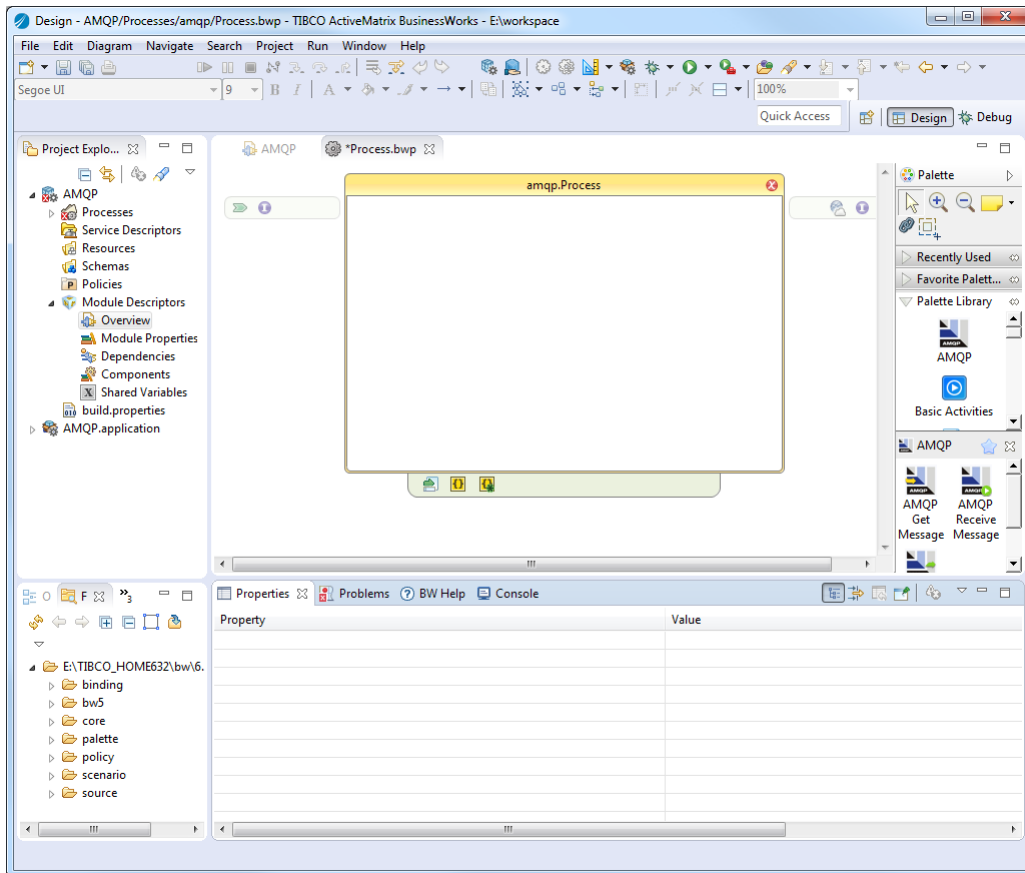 Design - AMQP/Processes/amqp/Process.bwp - TIBCO ActiveMatrix BusinessWorks - E:\workspace
File Edit Diagram Navigate Search Project Run Window Help
Segoe UI 9 B I A 100%
Quick Access Design Debug
Project Explo... AMQP *Process.bwp
AMQP
Processes
Service Descriptors
Resources
Schemas
Policies
Module Descriptors
Overview
Module Properties
Dependencies
Components
Shared Variables
build.properties
AMQP.application
amqp.Process
Palette
Recently Used
Favorite Palett...
Palette Library
AMQP
Basic Activities
AMQP
AMQP Get Message
AMQP Receive Message
O F »3
E:\TIBCO_HOME632\bw\6.
binding
bw5
core
palette
policy
scenario
source
Properties Problems BW Help Console
Property Value